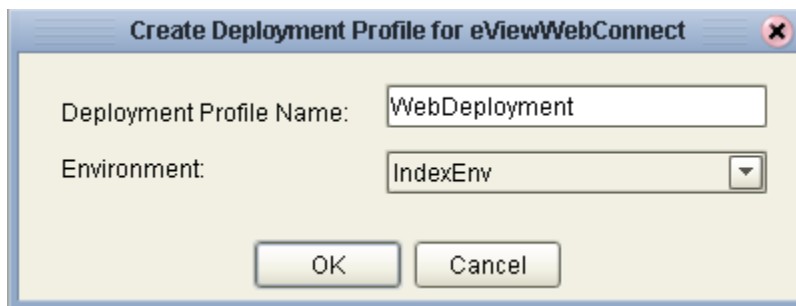 Create Deployment Profile for eViewWebConnect
Deployment Profile Name: WebDeployment
Environment: IndexEnv
OK Cancel